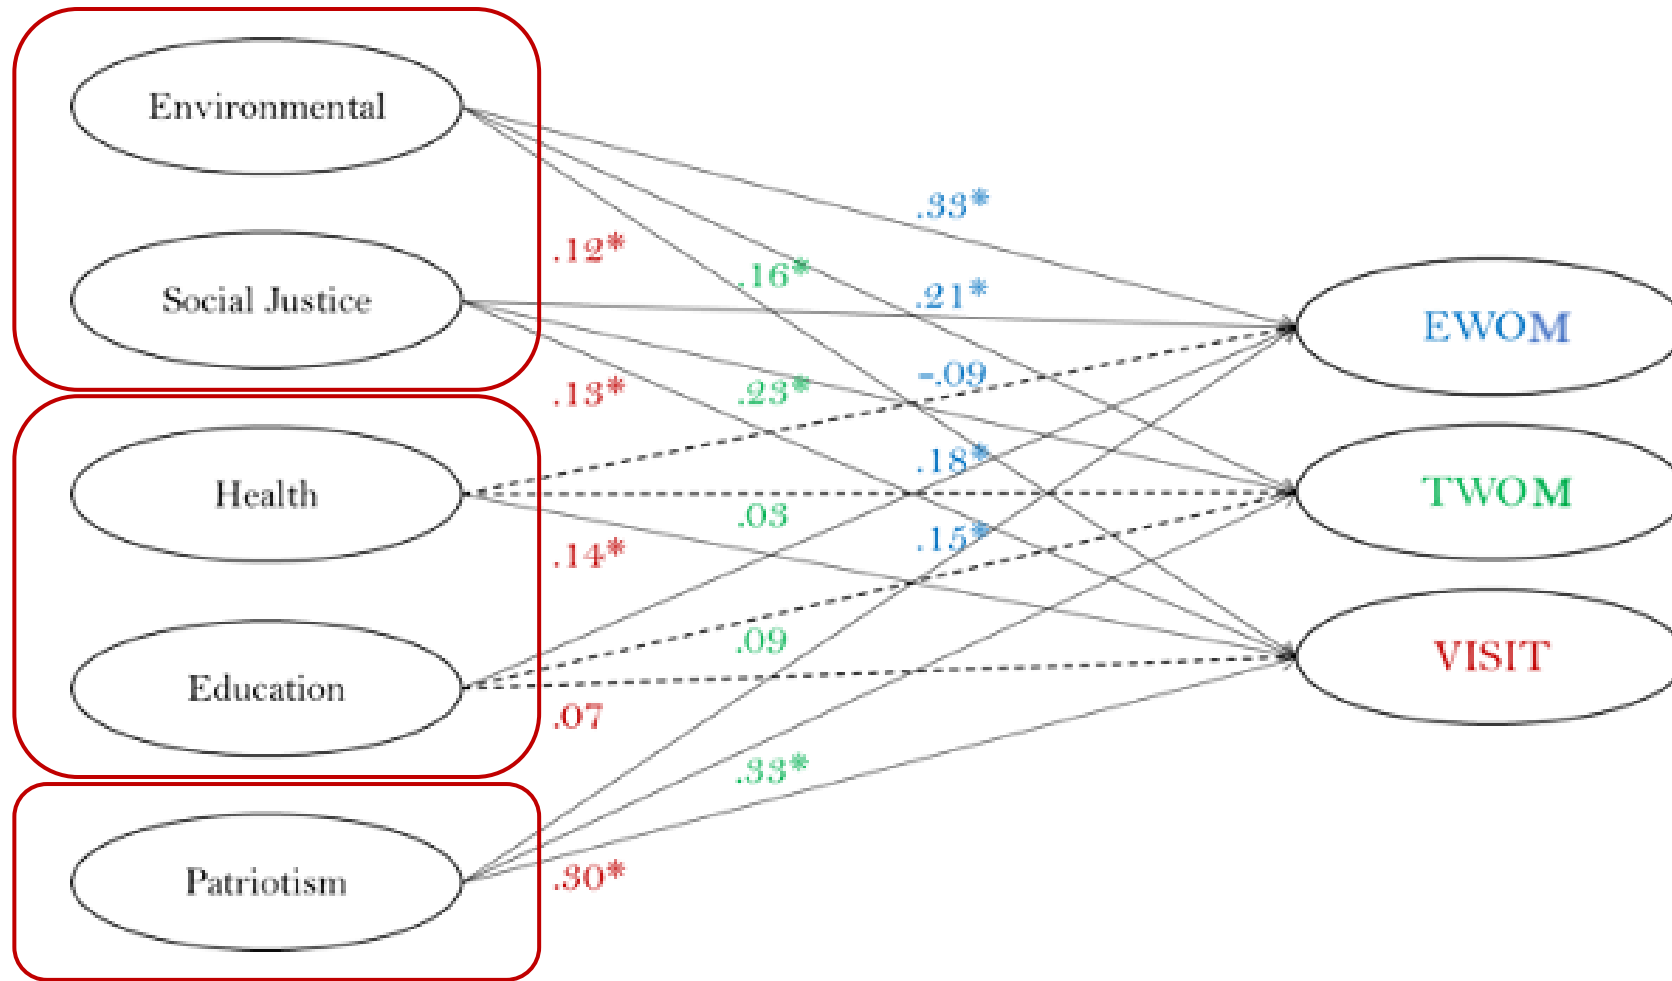 Environmental
.33*
.12*
.16*
Social Justice
.21*
EWOM
-.09
.13*
.23*
.18*
Health
TWOM
.03
.15*
.14*
.09
VISIT
Education
.07
.33*
Patriotism
.30*